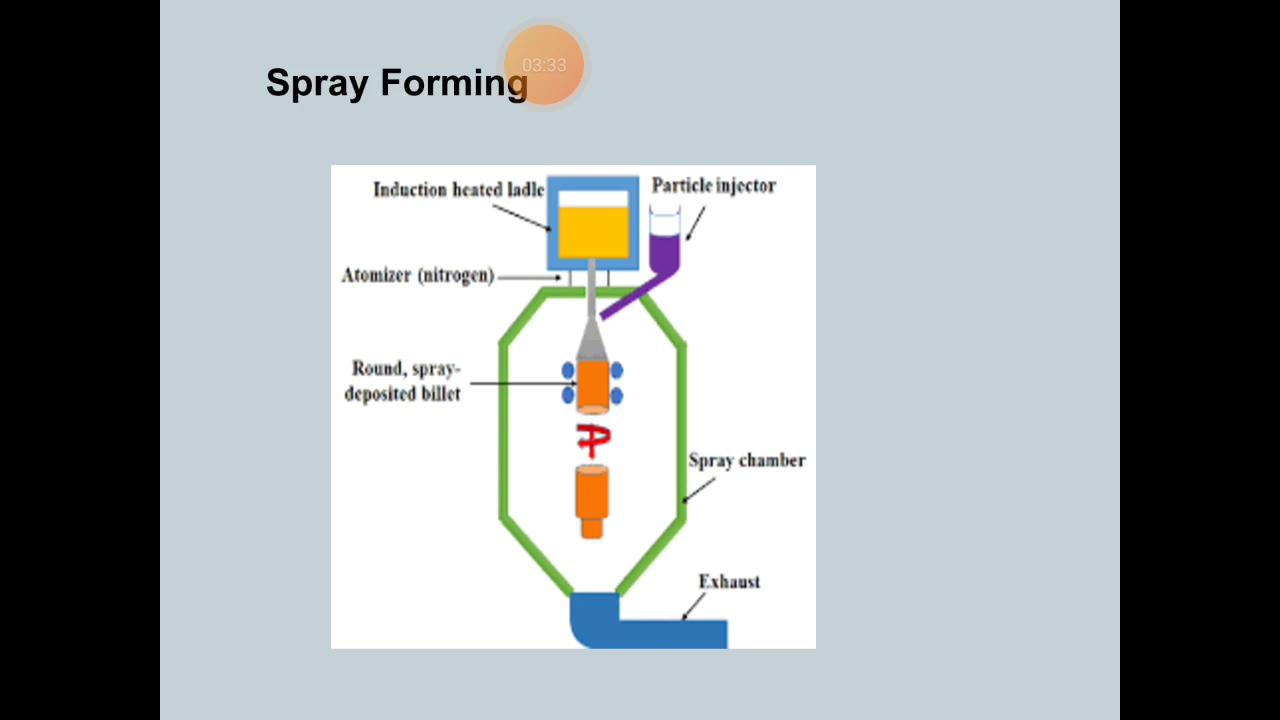 Spray Forming
03:33
Induction heated ladle
Particle injector
Atomizer (nitrogen)
Round, spray-
deposited billet
Spray chamber
Exhaust